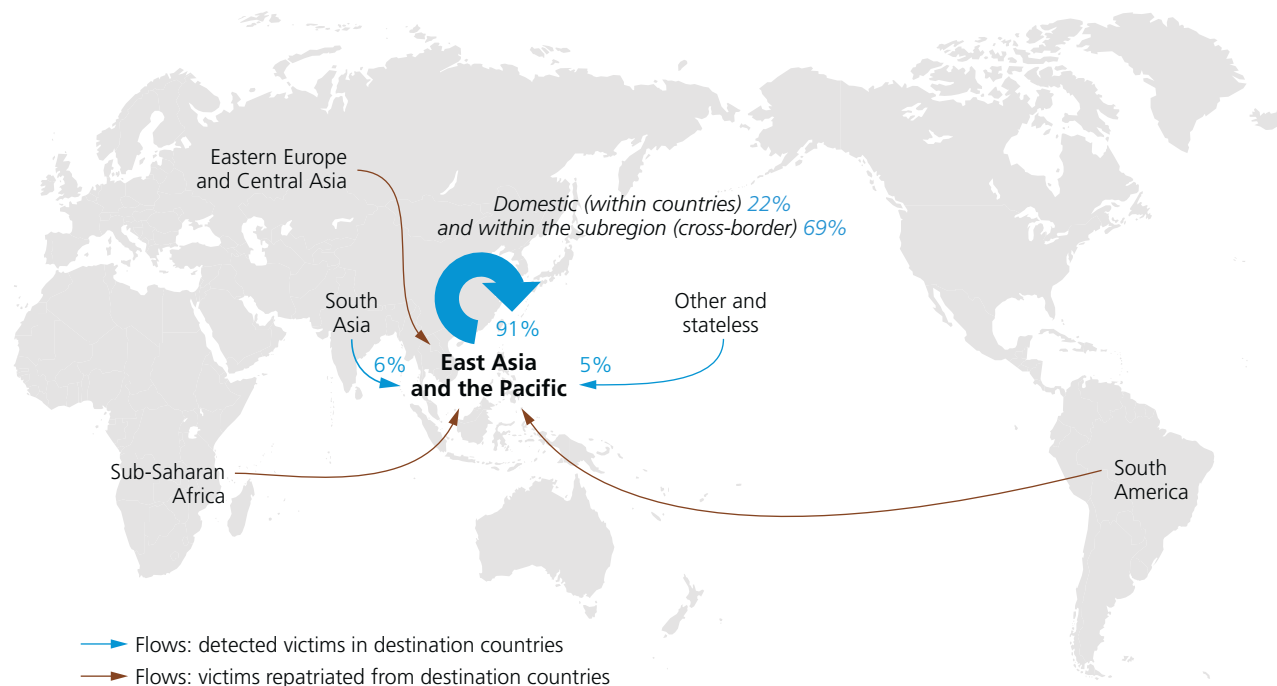 Eastern Europe
and Central Asia
Domestic (within countries) 22%
and within the subregion (cross-border) 69%
South
Asia
Other and
stateless
91%
6%
East Asia
and the Pacific
5%
Sub-Saharan
Africa
South
America
Flows: detected victims in destination countries
Flows: victims repatriated from destination countries